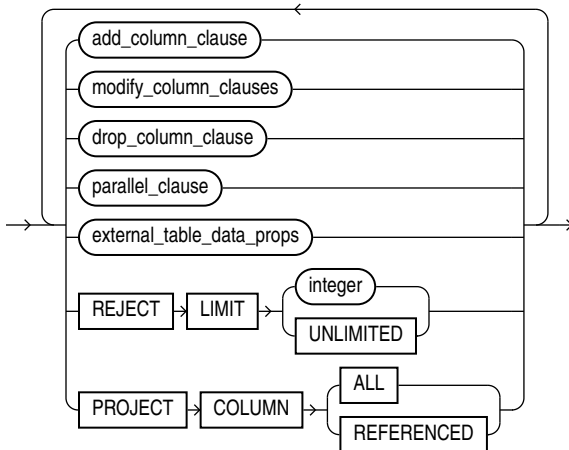 add_column_clause
modify_column_clauses
drop_column_clause
parallel_clause
external_table_data_props
REJECT LIMIT integer
UNLIMITED
PROJECT COLUMN ALL
REFERENCED